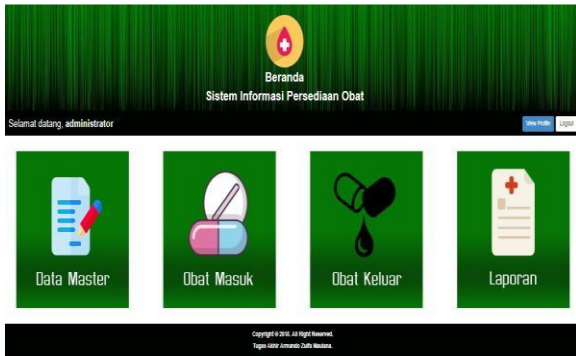 Beranda
Sistem Informasi Persediaan Obat
Selamat datang, administrator
View Profile
Logout
Data Master
Obat Masuk
Obat Keluar
Laporan
Copyright © 2018. All Right Reserved.
Tugas Akhir Armando Zulfa Maulana.